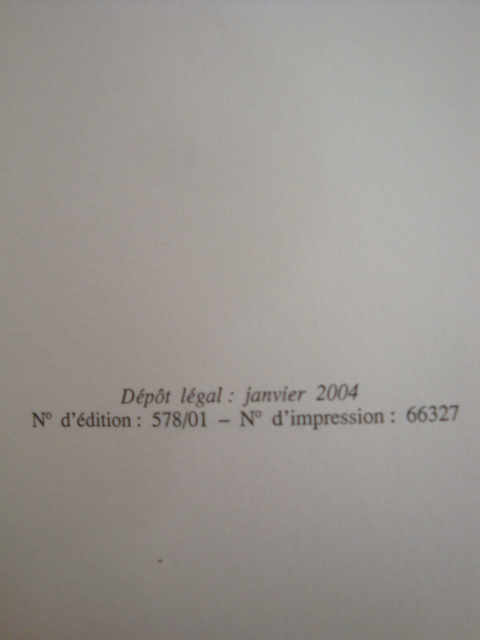 Dépôt légal : janvier 2004
N° d'édition : 578/01 – N° d'impression : 66327